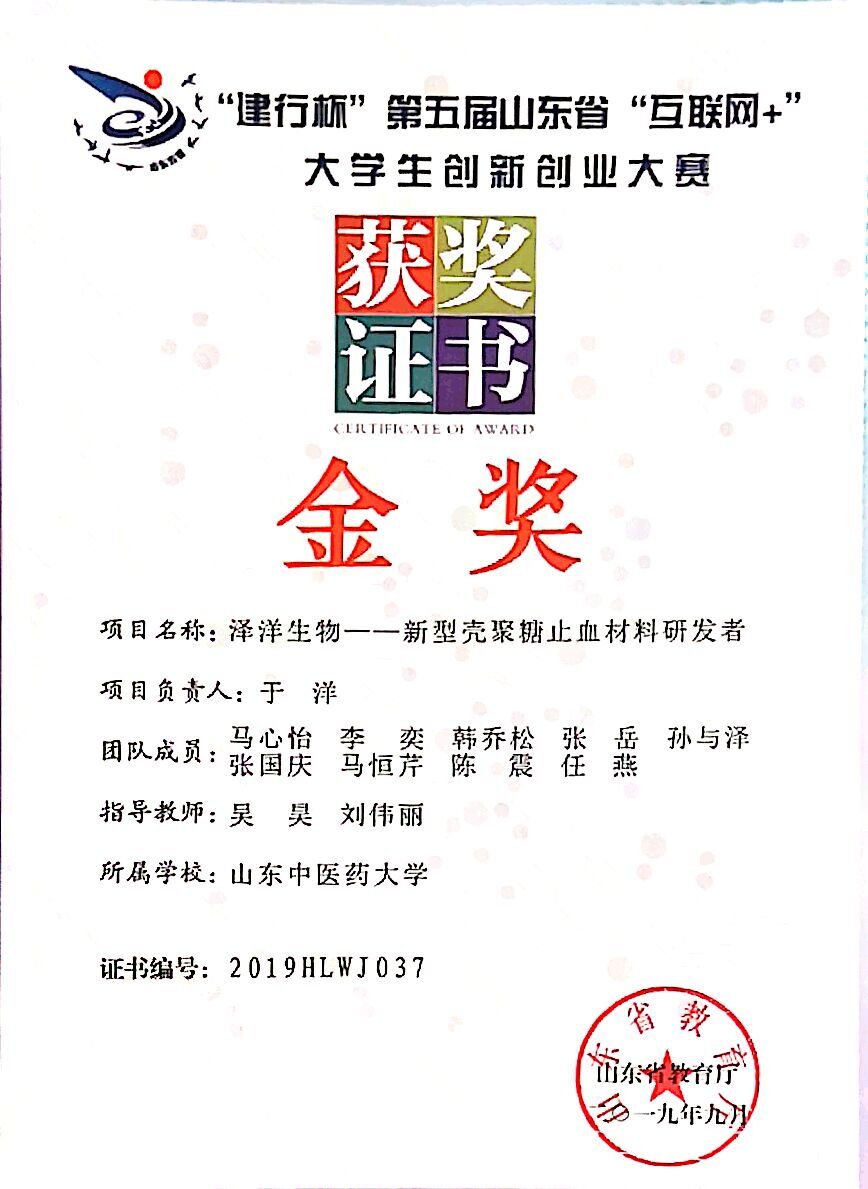 “建行杯”第五届山东省“互联网+”
大学生创新创业大赛
获奖
证书
CERTIFICATE OF AWARD
金 奖
项目名称：泽洋生物——新型壳聚糖止血材料研发者
项目负责人：于 洋
团队成员：马心怡 李 奕 韩乔松 张 岳 孙与泽
张国庆 马恒芹 陈 震 任 燕
指导教师：吴 昊 刘伟丽
所属学校：山东中医药大学
证书编号：2019HLWJ037
山东省教育厅
山东省教育厅
二〇一九年九月